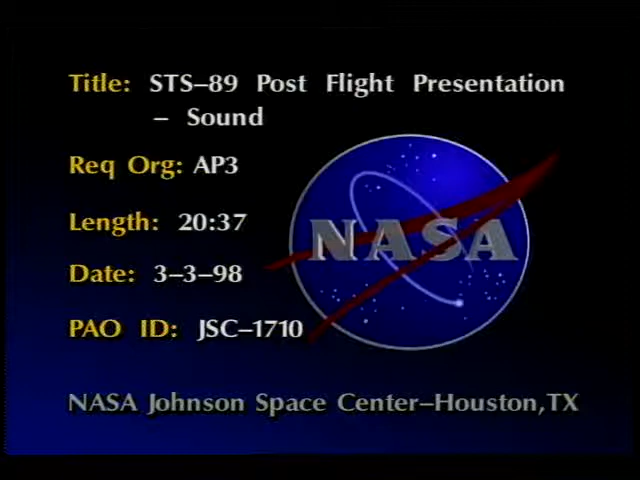 Title: STS–89 Post Flight Presentation
– Sound
Req Org: AP3
Length: 20:37
NASA
Date: 3–3–98
PAO ID: JSC–1710
NASA Johnson Space Center–Houston,TX